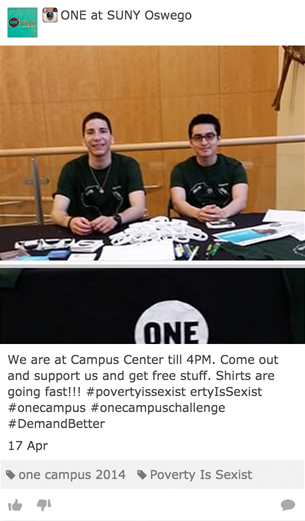 ONE at SUNY Oswego
ONE
We are at Campus Center till 4PM. Come out
and support us and get free stuff. Shirts are
going fast!!! #povertyissexist ertyIsSexist
#onecampus #onecampuschallenge
#DemandBetter
17 Apr
one campus 2014 Poverty Is Sexist